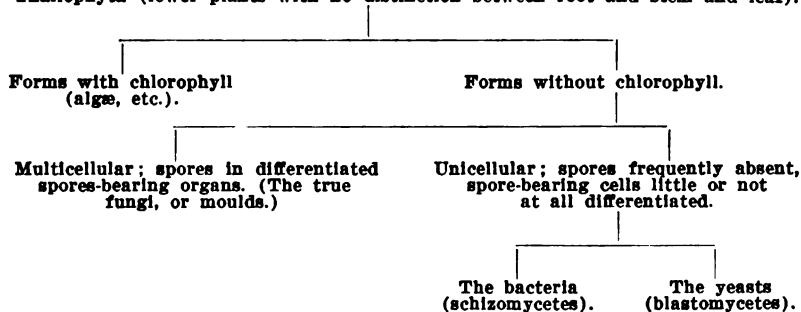 Thallophyta (lower plants with no distinction between root and stem and leaf).
Forms with chlorophyll
(algæ, etc.).
Forms without chlorophyll.
Multicellular; spores in differentiated
spores-bearing organs. (The true
fungi, or moulds.)
Unicellular; spores frequently absent,
spore-bearing cells little or not
at all differentiated.
The bacteria
(schizomycetes).
The yeasts
(blastomycetes).